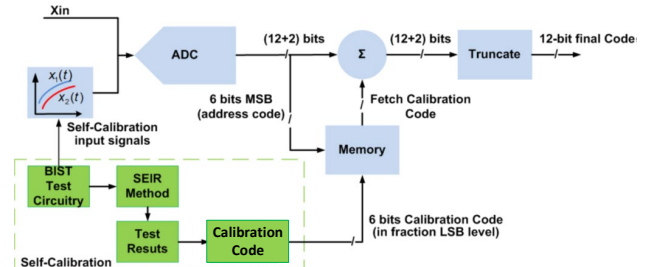 Xin
ADC
(12+2) bits
Σ
(12+2) bits
Truncate
12-bit final Code
x₁(t)
x₂(t)
6 bits MSB
(address code)
Fetch Calibration
Code
Self-Calibration
input signals
Memory
BIST
Test
Circuitry
SEIR
Method
Test
Resuts
Calibration
Code
6 bits Calibration Code
(in fraction LSB level)
Self-Calibration